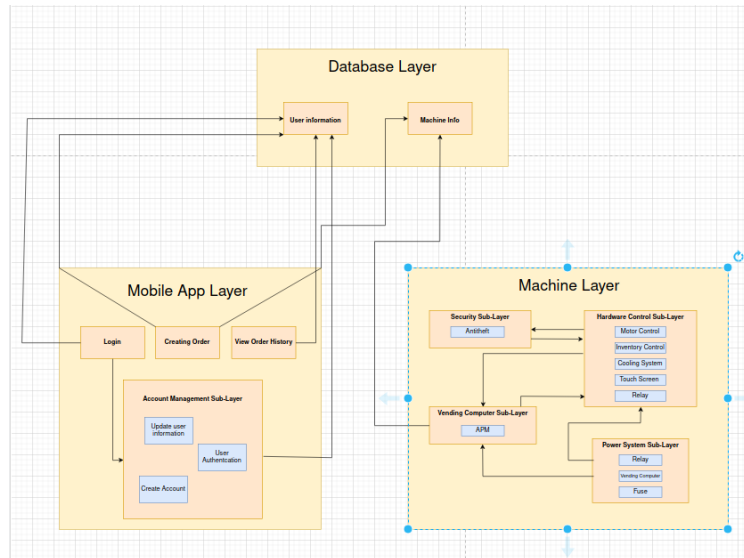 Database Layer
User information
Machine Info
Mobile App Layer
Login
Creating Order
View Order History
Account Management Sub-Layer
Update user
information
User
Authentication
Create Account
Machine Layer
Security Sub-Layer
Antitheft
Hardware Control Sub-Layer
Motor Control
Inventory Control
Cooling System
Touch Screen
Relay
Vending Computer Sub-Layer
APM
Power System Sub-Layer
Relay
Vending Computer
Fuse